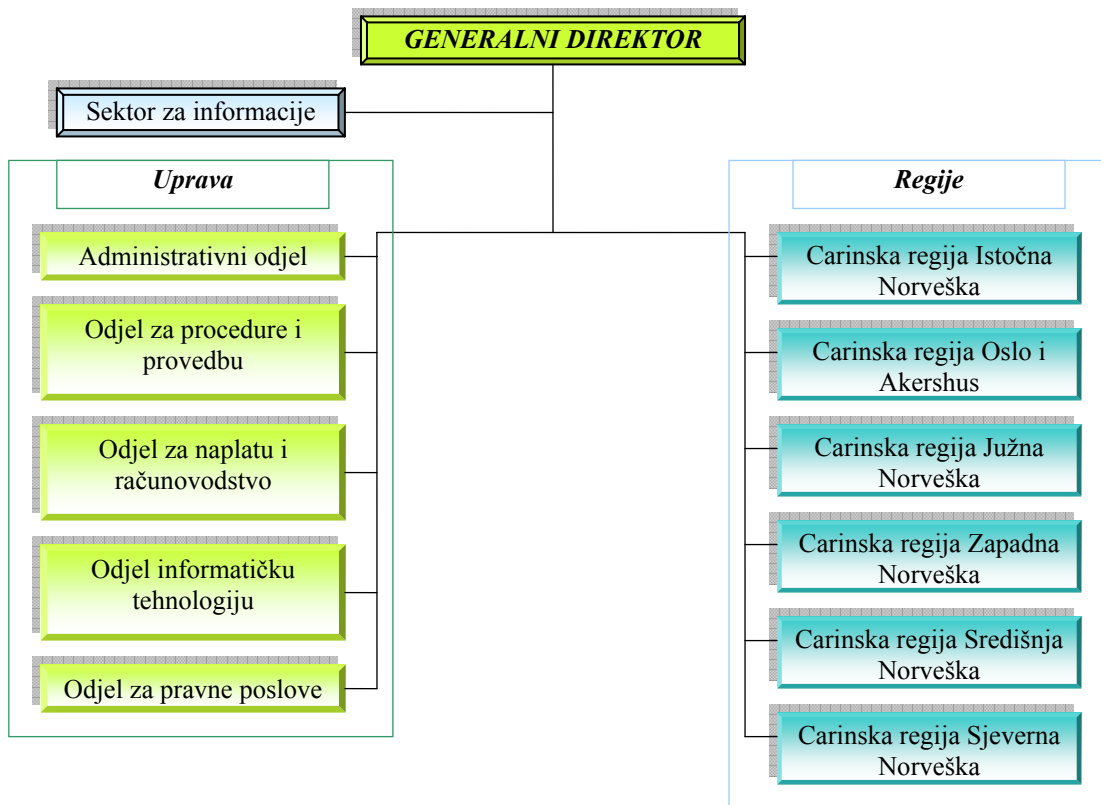 GENERALNI DIREKTOR
Sektor za informacije
Uprava
Administrativni odjel
Odjel za procedure i
provedbu
Odjel za naplatu i
računovodstvo
Odjel informatičku
tehnologiju
Odjel za pravne poslove
Regije
Carinska regija Istočna
Norveška
Carinska regija Oslo i
Akershus
Carinska regija Južna
Norveška
Carinska regija Zapadna
Norveška
Carinska regija Središnja
Norveška
Carinska regija Sjeverna
Norveška